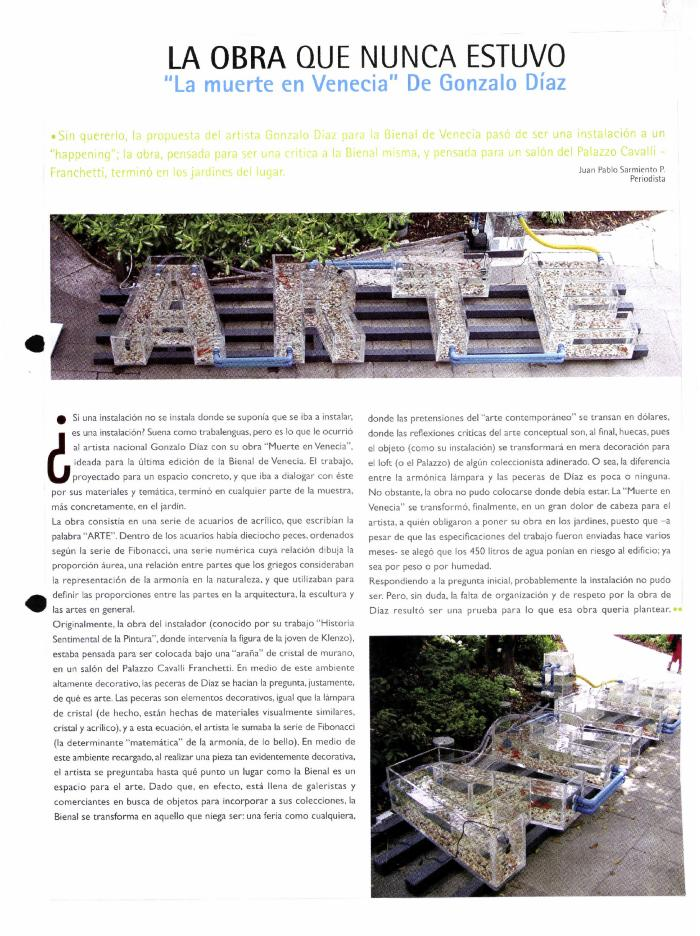 LA OBRA QUE NUNCA ESTUVO
"La muerte en Venecia" De Gonzalo Díaz
•Sin quererlo, la propuesta del artista Gonzalo Díaz para la Bienal de Venecia pasó de ser una instalación a un
"happening"; la obra, pensada para ser una crítica a la Bienal misma, y pensada para un salón del Palazzo Cavalli –
Franchetti, terminó en los jardines del lugar.
Juan Pablo Sarmiento P.
Periodista
ARTE
¿Si una instalación no se instala donde se suponía que se iba a instalar,
es una instalación? Suena como trabalenguas, pero es lo que le ocurrió
al artista nacional Gonzalo Díaz con su obra "Muerte en Venecia",
ideada para la última edición de la Bienal de Venecia. El trabajo,
proyectado para un espacio concreto, y que iba a dialogar con éste
por sus materiales y temática, terminó en cualquier parte de la muestra,
más concretamente, en el jardín.
La obra consistía en una serie de acuarios de acrílico, que escribían la
palabra "ARTE". Dentro de los acuarios había dieciocho peces, ordenados
según la serie de Fibonaci, una serie numérica cuya relación dibuja la
proporción áurea, una relación entre partes que los griegos consideraban
la representación de la armonía en la naturaleza, y que utilizaban para
definir las proporciones entre las partes en la arquitectura, la escultura y
las artes en general.
Originalmente, la obra del instalador (conocido por su trabajo "Historia
Sentimental de la Pintura", donde intervenía la figura de la joven de Klenzo),
estaba pensada para ser colocada bajo una "araña" de cristal de murano,
en un salón del Palazzo Cavalli Franchetti. En medio de este ambiente
altamente decorativo, las peceras de Díaz se hacían la pregunta, justamente,
de qué es arte. Las peceras son elementos decorativos, igual que la lámpara
de cristal (de hecho, están hechas de materiales visualmente similares,
cristal y acrílico), y a esta ecuación, el artista le sumaba la serie de Fibonacci
(la determinante "matemática" de la armonía, de lo bello). En medio de
este ambiente recargado, al realizar una pieza tan evidentemente decorativa,
el artista se preguntaba hasta qué punto un lugar como la Bienal es un
espacio para el arte. Dado que, en efecto, está llena de galeristas y
comerciantes en busca de objetos para incorporar a sus colecciones, la
Bienal se transforma en aquello que niega ser: una feria como cualquiera,
donde las pretensiones del "arte contemporáneo" se transan en dólares,
donde las reflexiones críticas del arte conceptual son, al final, huecas, pues
el objeto (como su instalación) se transformará en mera decoración para
el loft (o el Palazzo) de algún coleccionista adinerado. O sea, la diferencia
entre la armónica lámpara y las peceras de Díaz es poca o ninguna.
No obstante, la obra no pudo colocarse donde debía estar. La "Muerte en
Venecia" se transformó, finalmente, en un gran dolor de cabeza para el
artista, a quién obligaron a poner su obra en los jardines, puesto que –a
pesar de que las especificaciones del trabajo fueron enviadas hace varios
meses- se alegó que los 450 litros de agua ponían en riesgo al edificio; ya
sea por peso o por humedad.
Respondiendo a la pregunta inicial, probablemente la instalación no pudo
ser. Pero, sin duda, la falta de organización y de respeto por la obra de
Díaz resultó ser una prueba para lo que esa obra quería plantear.••